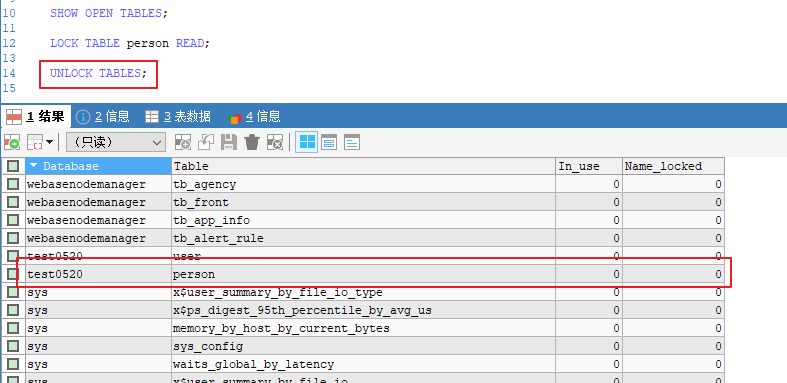 10 SHOW OPEN TABLES;
11
12 LOCK TABLE person READ;
13
14 UNLOCK TABLES;
15
1 结果 2 信息 3 表数据 4 信息
（只读）
Database Table In_use Name_locked
webasenodemanager tb_agency 0 0
webasenodemanager tb_front 0 0
webasenodemanager tb_app_info 0 0
webasenodemanager tb_alert_rule 0 0
test0520 user 0 0
test0520 person 0 0
sys x$user_summary_by_file_io_type 0 0
sys x$ps_digest_95th_percentile_by_avg_us 0 0
sys memory_by_host_by_current_bytes 0 0
sys sys_config 0 0
sys waits_global_by_latency 0 0
sys x$user_summary_by_file_io 0 0